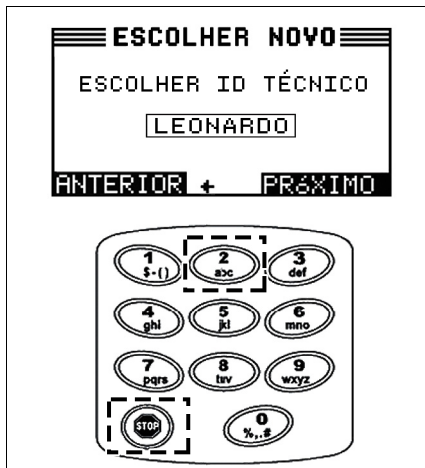 ESCOLHER NOVO
ESCOLHER ID TÉCNICO
LEONARDO
ANTERIOR + PRÓXIMO
1 2 3
$-() abc def
4 5 6
ghi jkl mno
7 8 9
pqrs tuv wxyz
STOP 0
%,.#